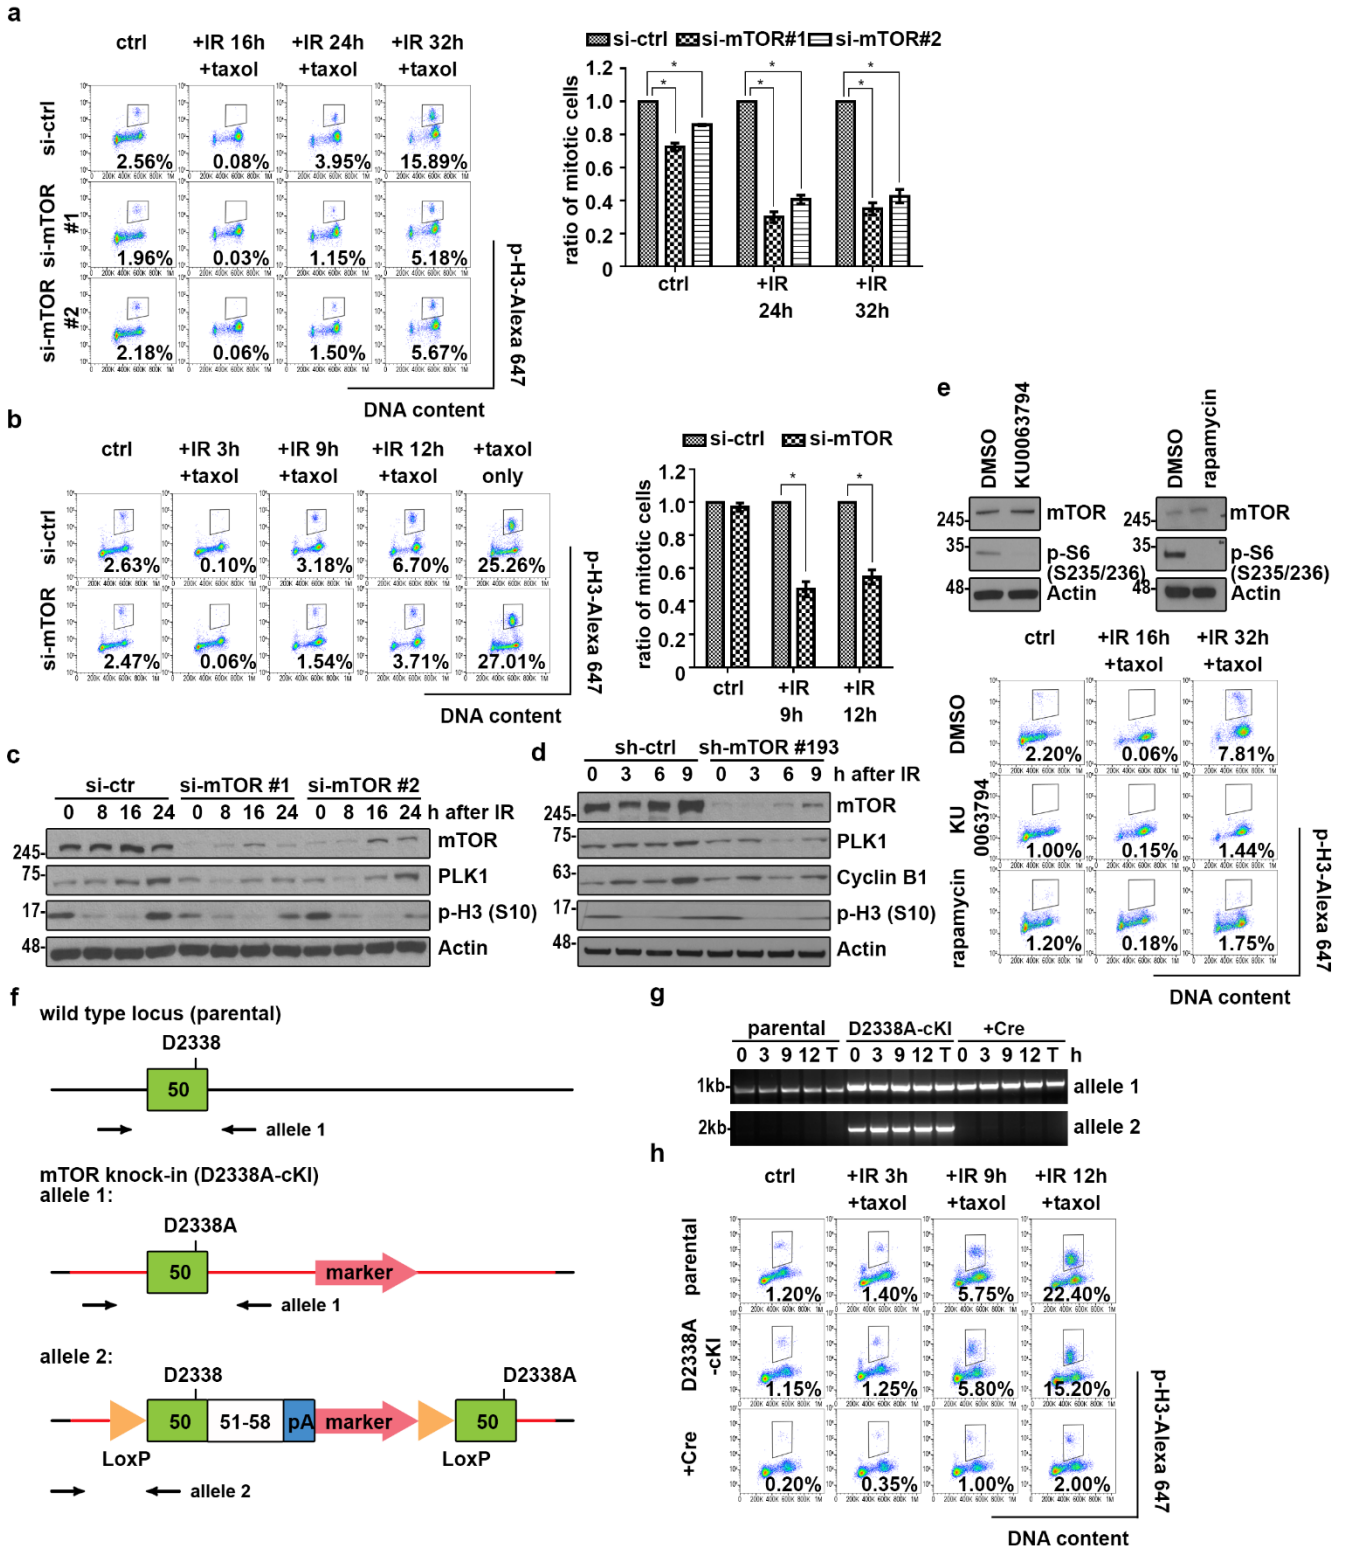 a
ctrl +IR 16h +IR 24h +IR 32h
+taxol +taxol +taxol
si-ctrl
2.56% 0.08% 3.95% 15.89%
si-mTOR
#1
1.96% 0.03% 1.15% 5.18%
si-mTOR
#2
2.18% 0.06% 1.50% 5.67%
p-H3-Alexa 647
DNA content
si-ctrl si-mTOR#1 si-mTOR#2
ratio of mitotic cells
1.2
1.0
0.8
0.6
0.4
0.2
0
* * * * * *
ctrl +IR +IR
24h 32h
b
ctrl +IR 3h +IR 9h +IR 12h +taxol
+taxol +taxol +taxol only
si-ctrl
2.63% 0.10% 3.18% 6.70% 25.26%
si-mTOR
2.47% 0.06% 1.54% 3.71% 27.01%
p-H3-Alexa 647
DNA content
si-ctrl si-mTOR
ratio of mitotic cells
1.2
1.0
0.8
0.6
0.4
0.2
0
* *
ctrl +IR +IR
9h 12h
c
si-ctr si-mTOR #1 si-mTOR #2
0 8 16 24 0 8 16 24 0 8 16 24 h after IR
245- mTOR
75- PLK1
17- p-H3 (S10)
48- Actin
d
sh-ctrl sh-mTOR #193
0 3 6 9 0 3 6 9 h after IR
245- mTOR
75- PLK1
63- Cyclin B1
17- p-H3 (S10)
48- Actin
e
DMSO KU0063794
245- mTOR
35- p-S6
(S235/236)
48- Actin
DMSO rapamycin
245- mTOR
35- p-S6
(S235/236)
48- Actin
ctrl +IR 16h +IR 32h
+taxol +taxol
DMSO
2.20% 0.06% 7.81%
KU
0063794
1.00% 0.15% 1.44%
rapamycin
1.20% 0.18% 1.75%
p-H3-Alexa 647
DNA content
f
wild type locus (parental)
D2338
50
allele 1
mTOR knock-in (D2338A-cKI)
allele 1:
D2338A
50 marker
allele 1
allele 2:
D2338 D2338A
50 51-58 pA marker 50
LoxP LoxP
allele 2
g
parental D2338A-cKI +Cre
0 3 9 12 T 0 3 9 12 T 0 3 9 12 T h
1kb- allele 1
2kb- allele 2
h
ctrl +IR 3h +IR 9h +IR 12h
+taxol +taxol +taxol
parental
1.20% 1.40% 5.75% 22.40%
D2338A
-cKI
1.15% 1.25% 5.80% 15.20%
+Cre
0.20% 0.35% 1.00% 2.00%
p-H3-Alexa 647
DNA content